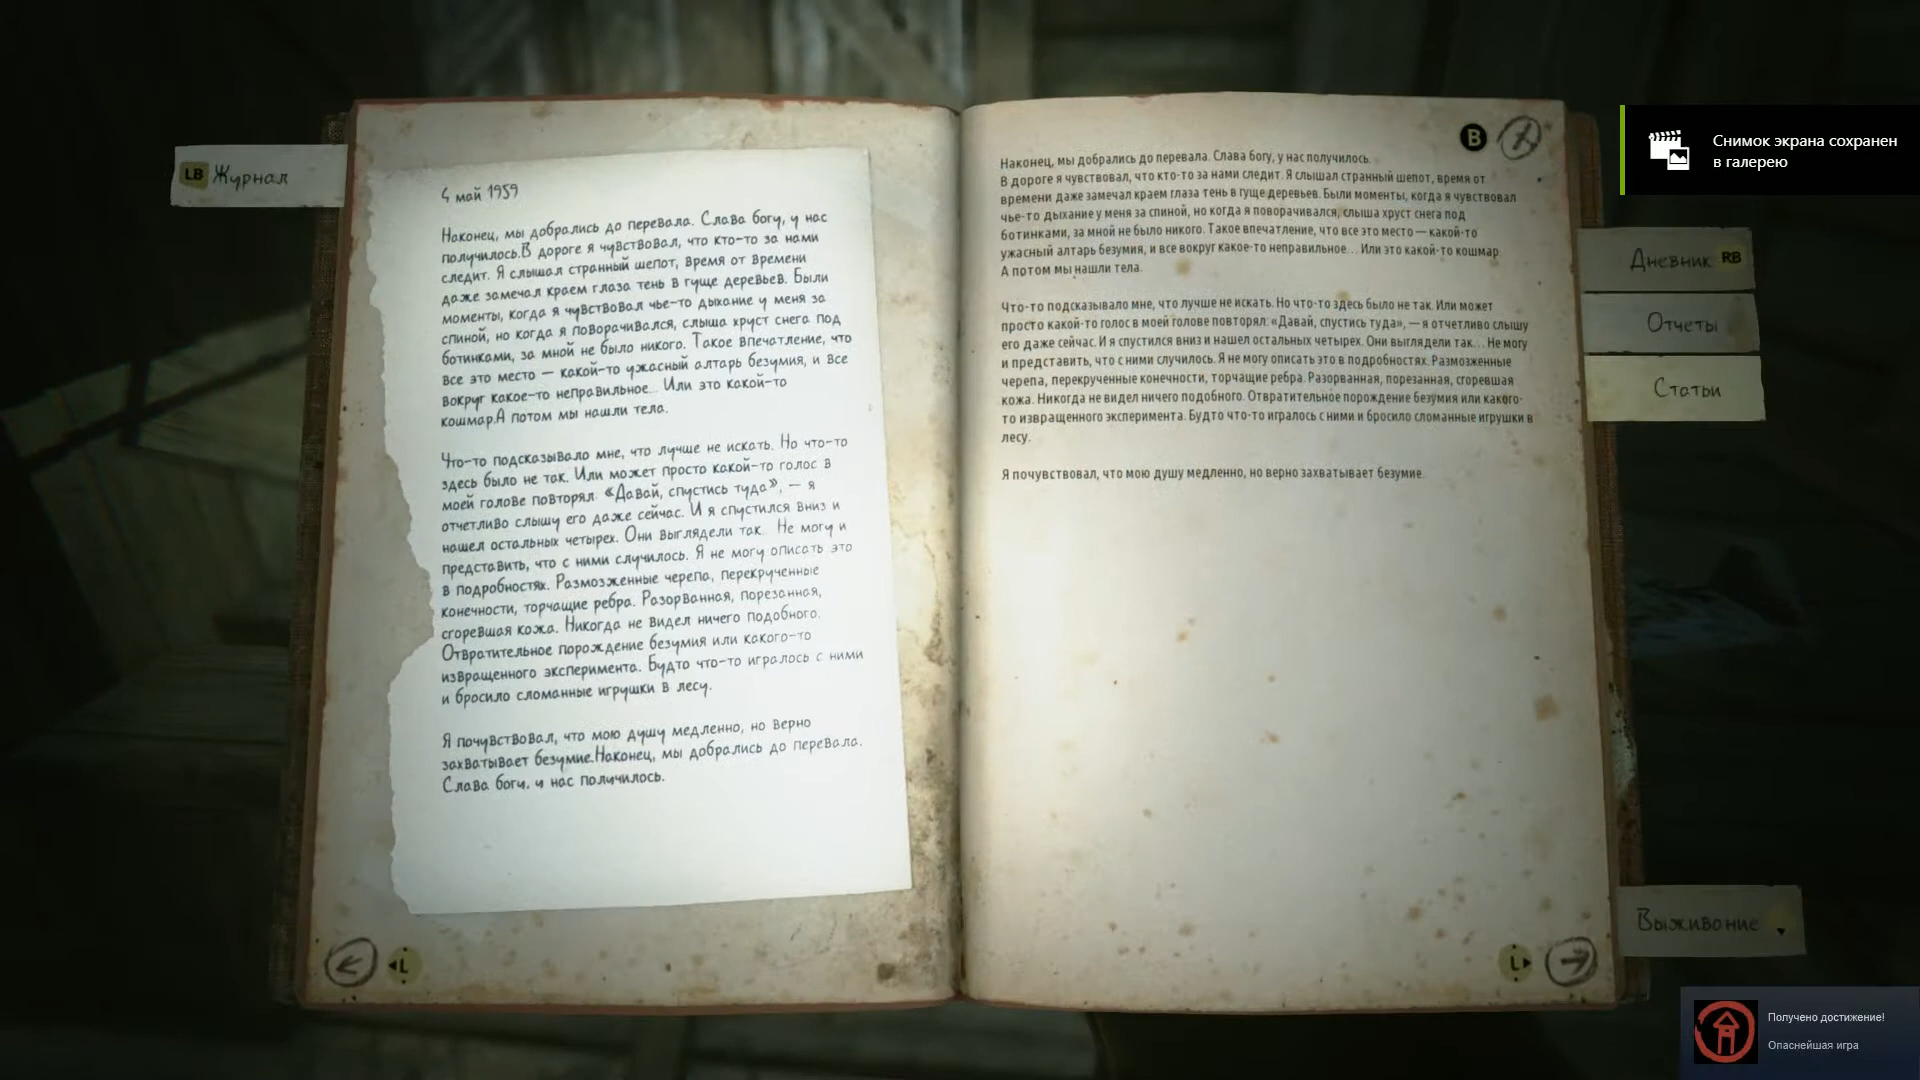 LB Журнал
4 май 1959
Наконец, мы добрались до перевала. Слава богу, у нас
получилось.В дороге я чувствовал, что кто-то за нами
следит. Я слышал странный шепот, время от времени
даже замечал краем глаза тень в гуще деревьев. Были
моменты, когда я чувствовал чье-то дыхание у меня за
спиной, но когда я поворачивался, слыша хруст снега под
ботинками, за мной не было никого. Такое впечатление, что
все это место — какой-то ужасный алтарь безумия, и все
вокруг какое-то неправильное... Или это какой-то
кошмар.А потом мы нашли тела.
Что-то подсказывало мне, что лучше не искать. Но что-то
здесь было не так. Или может просто какой-то голос в
моей голове повторял: «Давай, спустись туда», — я
отчетливо слышу его даже сейчас. И я спустился вниз и
нашел остальных четырех. Они выглядели так... Не могу и
представить, что с ними случилось. Я не могу описать это
в подробностях. Размозженные черепа, перекрученные
конечности, торчащие ребра. Разорванная, порезанная,
сгоревшая кожа. Никогда не видел ничего подобного.
Отвратительное порождение безумия или какого-то
извращенного эксперимента. Будто что-то игралось с ними
и бросило сломанные игрушки в лесу.
Я почувствовал, что мою душу медленно, но верно
захватывает безумие.Наконец, мы добрались до перевала.
Слава богу, у нас получилось.
L
B
Наконец, мы добрались до перевала. Слава богу, у нас получилось.
В дороге я чувствовал, что кто-то за нами следит. Я слышал странный шепот, время от
времени даже замечал краем глаза тень в гуще деревьев. Были моменты, когда я чувствовал
чье-то дыхание у меня за спиной, но когда я поворачивался, слыша хруст снега под
ботинками, за мной не было никого. Такое впечатление, что все это место — какой-то
ужасный алтарь безумия, и все вокруг какое-то неправильное... Или это какой-то кошмар.
А потом мы нашли тела.
Что-то подсказывало мне, что лучше не искать. Но что-то здесь было не так. Или может
просто какой-то голос в моей голове повторял: «Давай, спустись туда», — я отчетливо слышу
его даже сейчас. И я спустился вниз и нашел остальных четырех. Они выглядели так... Не могу
и представить, что с ними случилось. Я не могу описать это в подробностях. Размозженные
черепа, перекрученные конечности, торчащие ребра. Разорванная, порезанная, сгоревшая
кожа. Никогда не видел ничего подобного. Отвратительное порождение безумия или какого-
то извращенного эксперимента. Будто что-то игралось с ними и бросило сломанные игрушки в
лесу.
Я почувствовал, что мою душу медленно, но верно захватывает безумие.
L
Снимок экрана сохранен
в галерею
Дневник RB
Отчеты
Статьи
Выживание
Получено достижение!
Опаснейшая игра